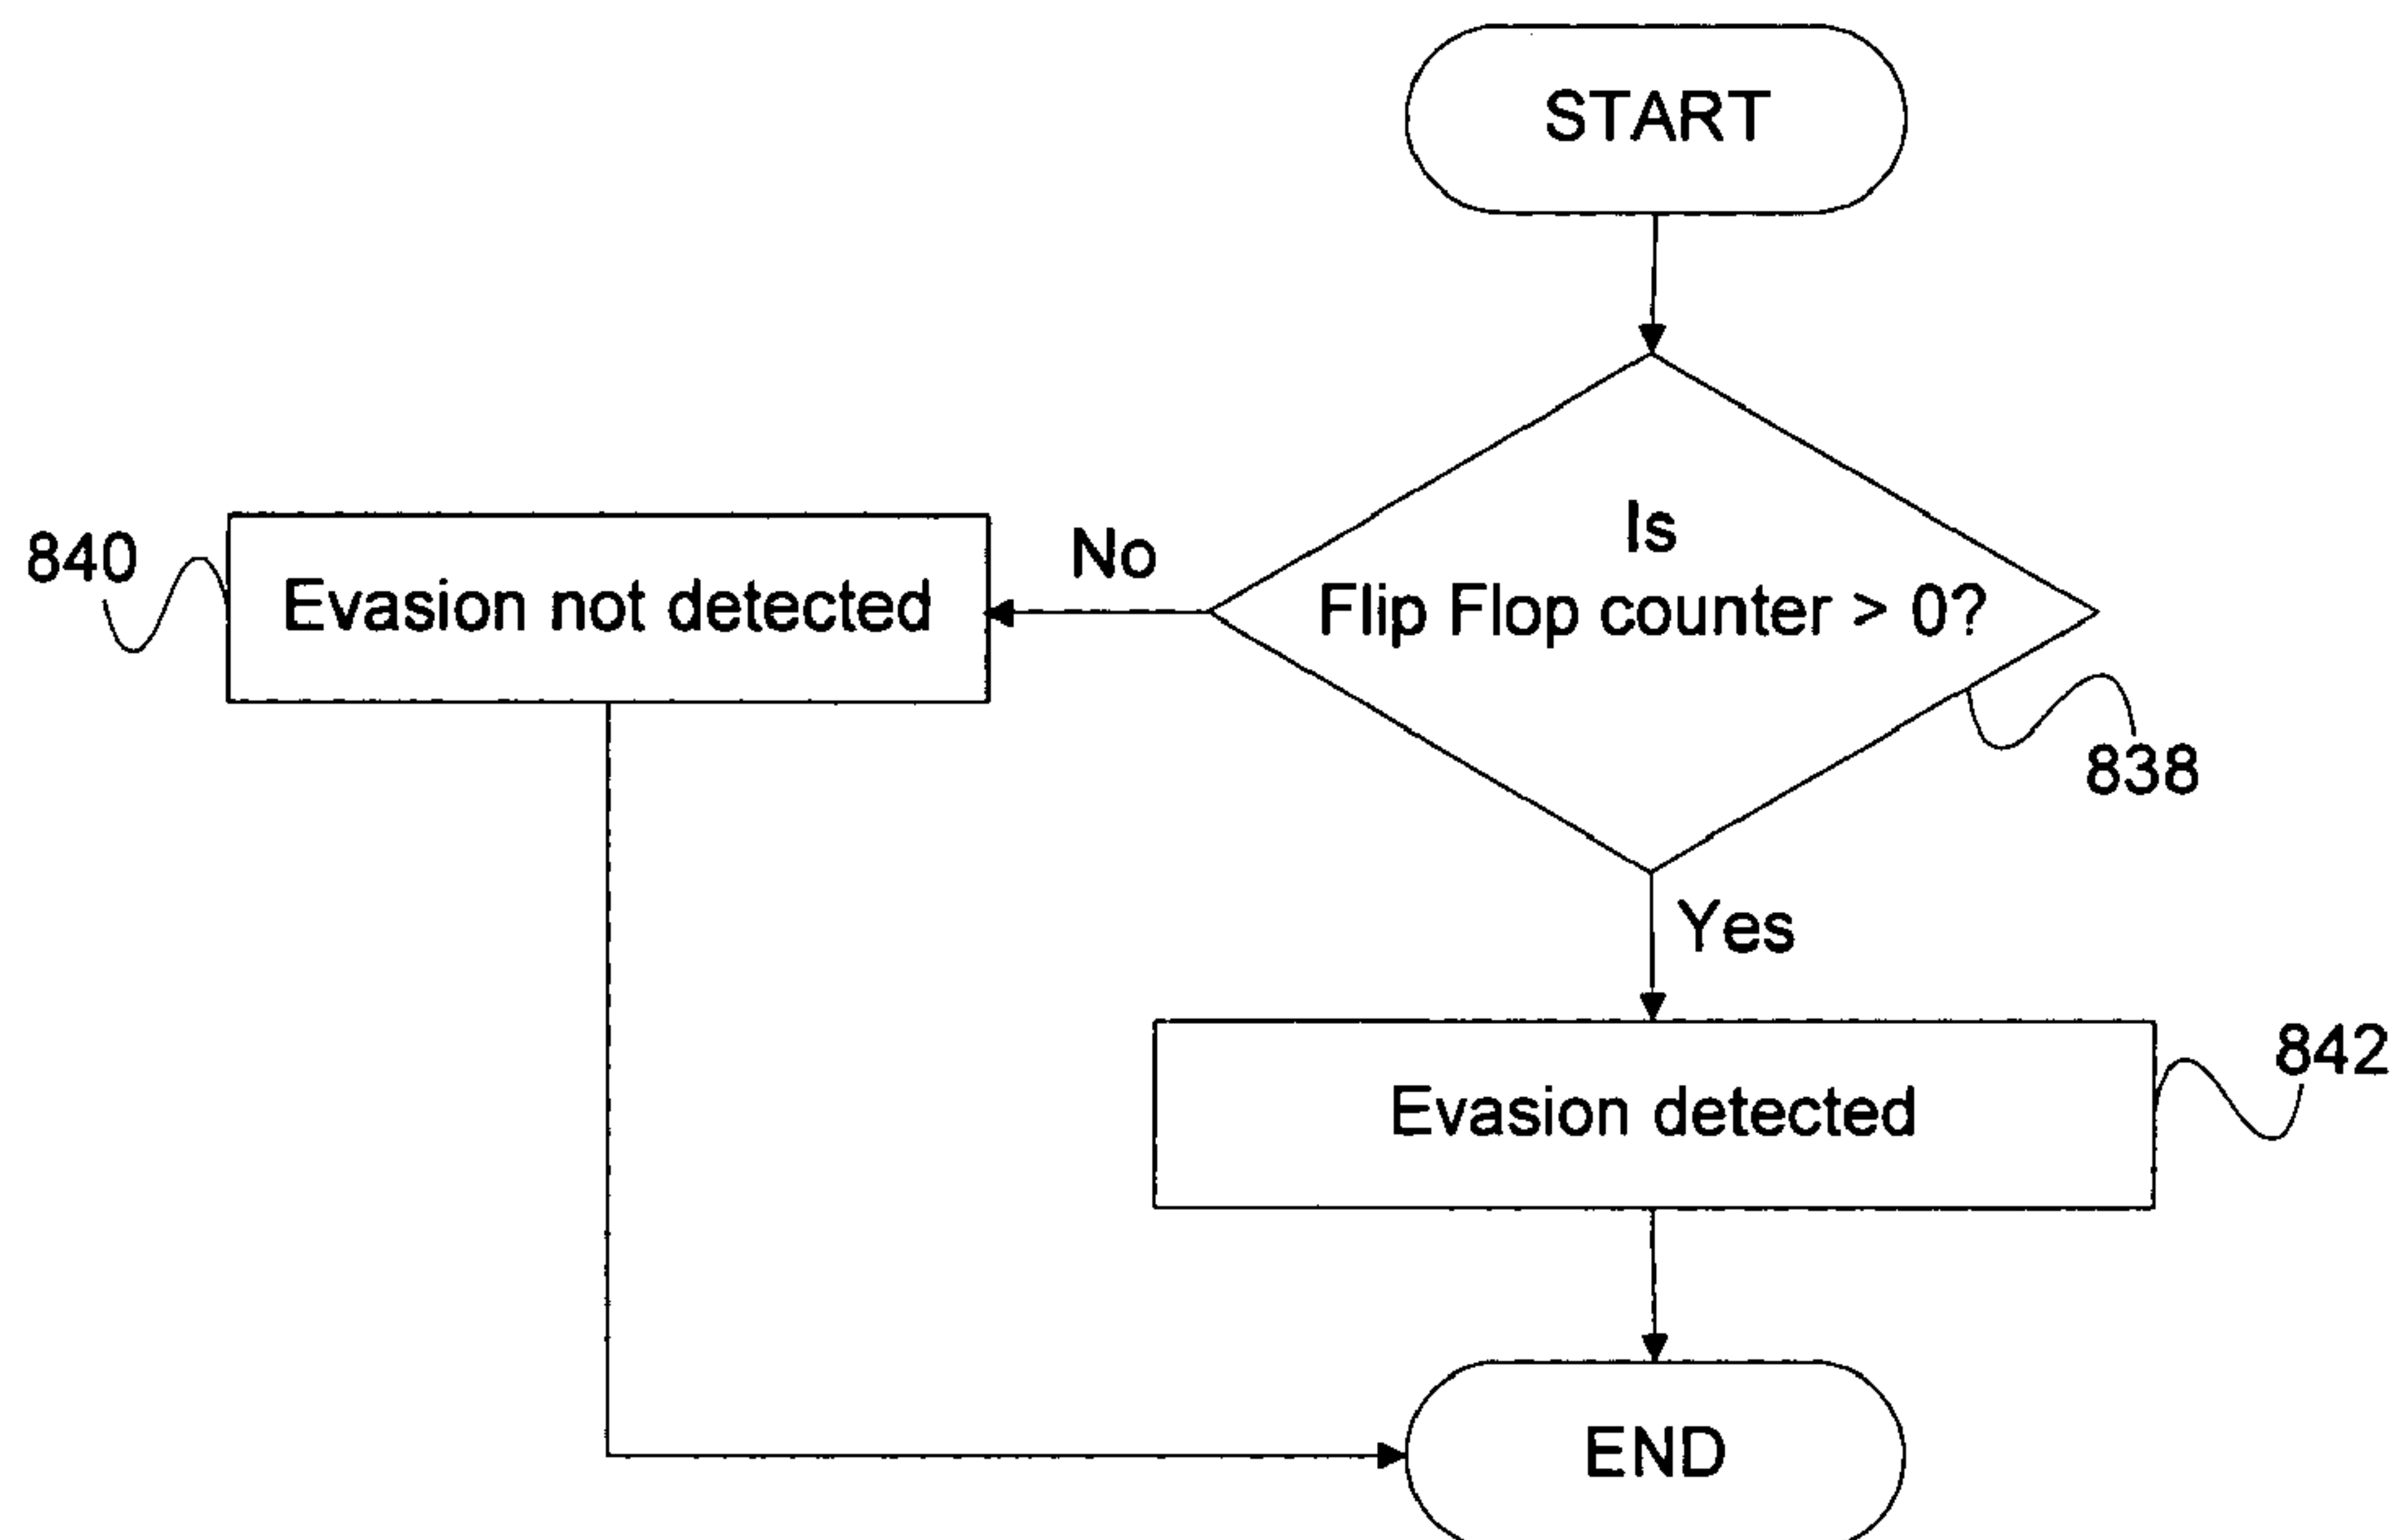 START
Is
Flip Flop counter > 0?
838
No
840
Evasion not detected
Yes
Evasion detected
842
END